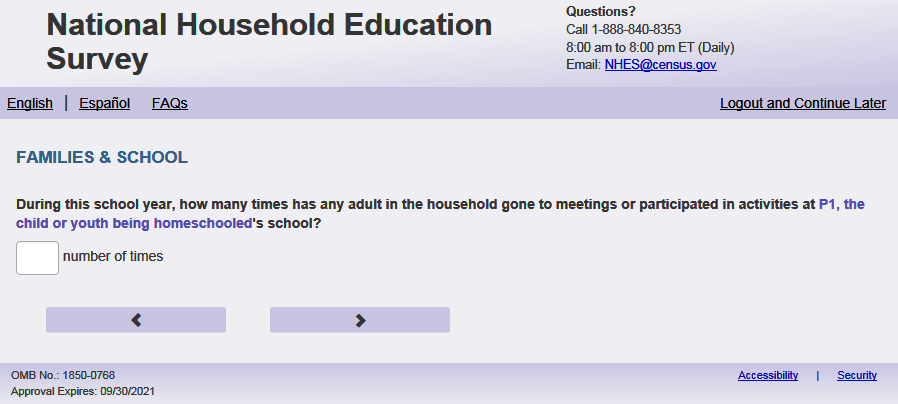 National Household Education
Survey
Questions?
Call 1-888-840-8353
8:00 am to 8:00 pm ET (Daily)
Email: NHES@census.gov
English | Español FAQs
Logout and Continue Later
FAMILIES & SCHOOL
During this school year, how many times has any adult in the household gone to meetings or participated in activities at P1, the
child or youth being homeschooled's school?
number of times
OMB No.: 1850-0768
Approval Expires: 09/30/2021
Accessibility | Security